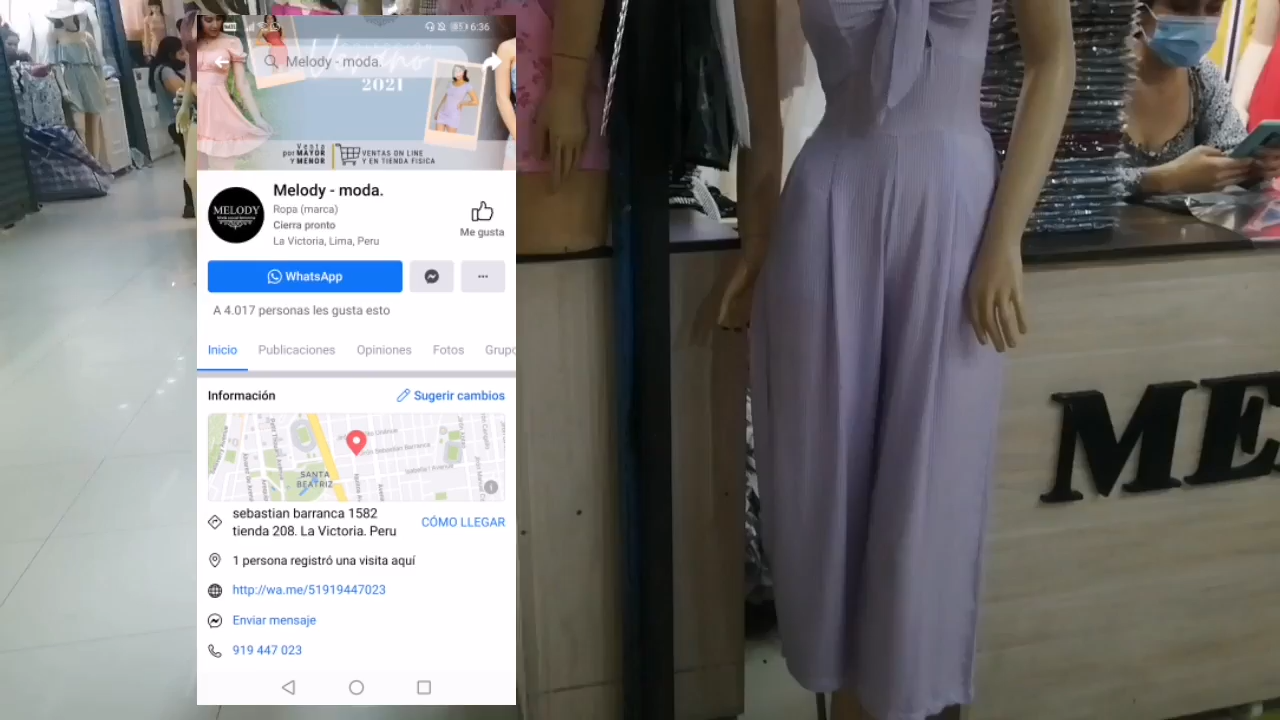 6:36
Melody - moda.
2021
Venta
por MAYOR
Y MENOR
VENTAS ON LINE
Y EN TIENDA FISICA
MELODY
Melody - moda.
Ropa (marca)
Cierra pronto
La Victoria, Lima, Peru
Me gusta
WhatsApp
A 4.017 personas les gusta esto
Inicio
Publicaciones
Opiniones
Fotos
Grupo
Información
Sugerir cambios
SANTA
BEATRIZ
sebastian barranca 1582
tienda 208. La Victoria. Peru
CÓMO LLEGAR
1 persona registró una visita aquí
http://wa.me/51919447023
Enviar mensaje
919 447 023
ME